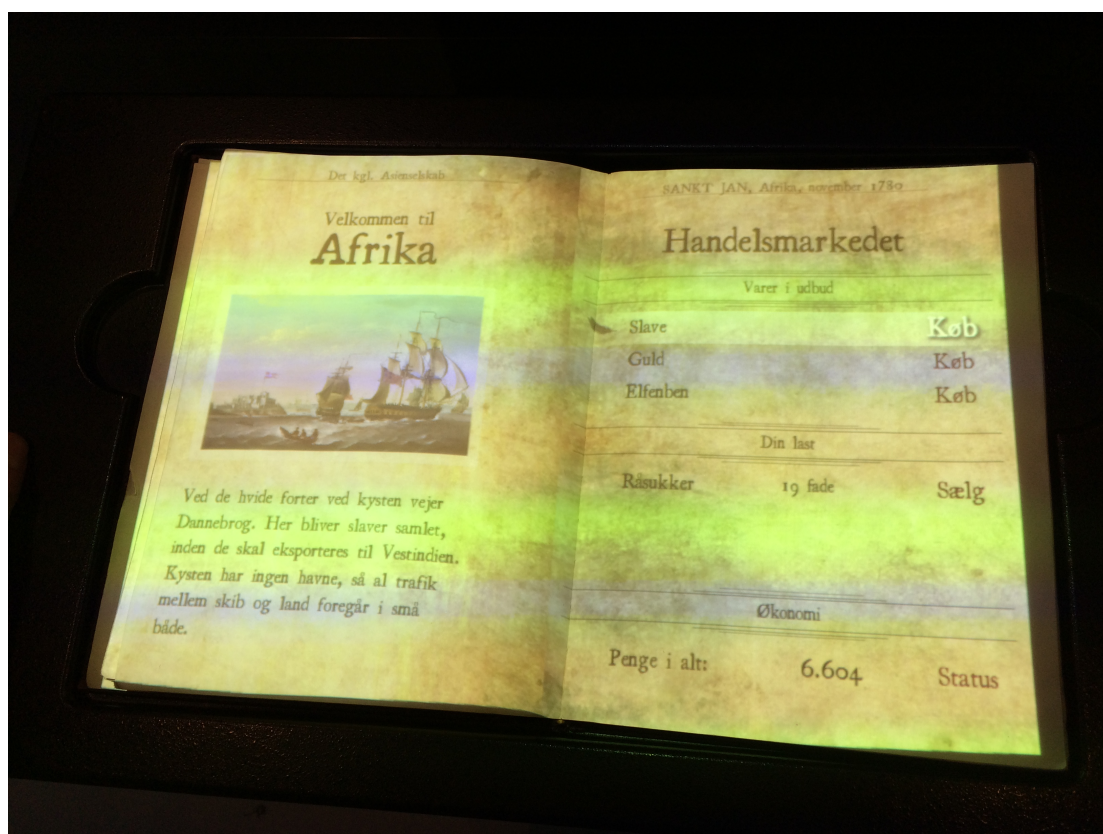 Det kgl. Asienselskab
Velkommen til
Afrika
Ved de hvide forter ved kysten vejer
Dannebrog. Her bliver slaver samlet,
inden de skal eksporteres til Vestindien.
Kysten har ingen havne, så al trafik
mellem skib og land foregår i små
både.
SANKT JAN, Afrika, november 1780
Handelsmarkedet
Varer i udbud
Slave Køb
Guld Køb
Elfenben Køb
Din last
Råsukker 19 fade Sælg
Økonomi
Penge i alt: 6.604 Status